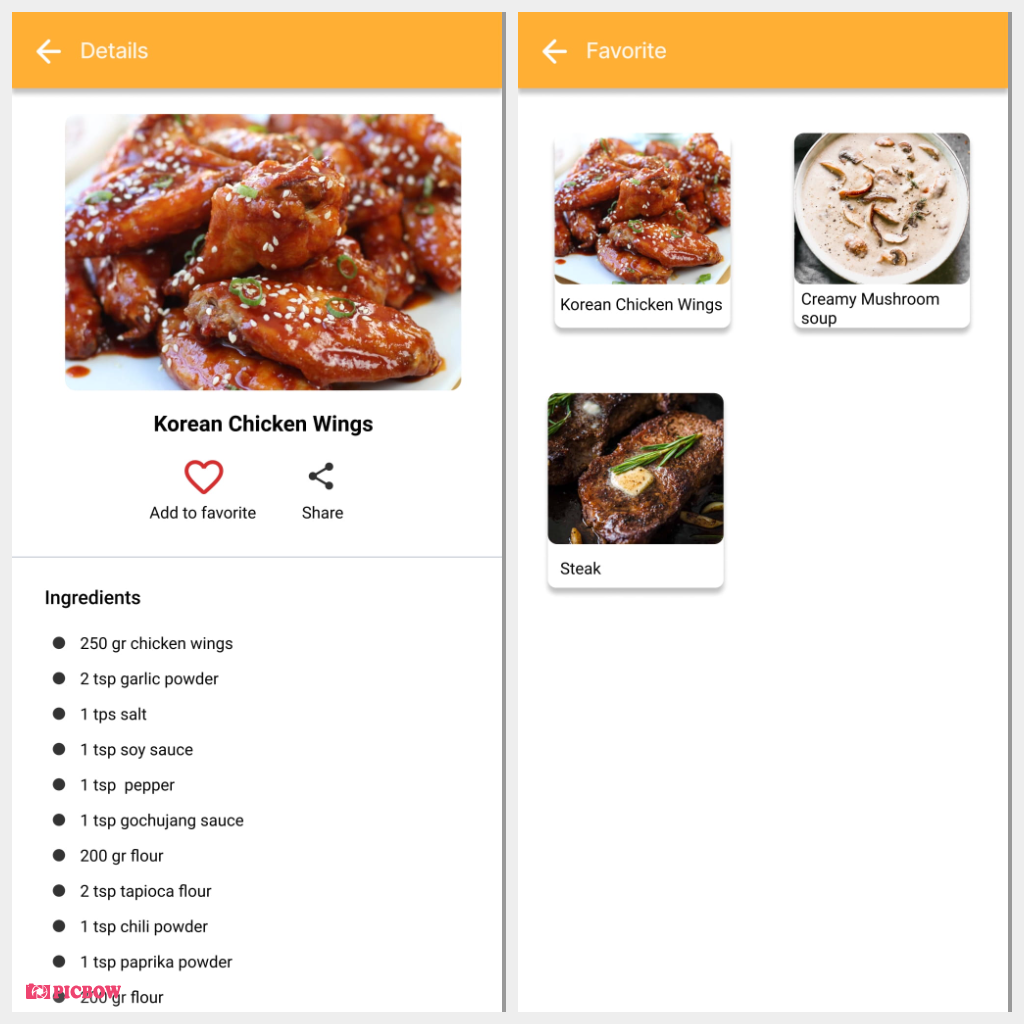 Details
Korean Chicken Wings
Add to favorite
Share
Ingredients
250 gr chicken wings
2 tsp garlic powder
1 tps salt
1 tsp soy sauce
1 tsp  pepper
1 tsp gochujang sauce
200 gr flour
2 tsp tapioca flour
1 tsp chili powder
1 tsp paprika powder
200 gr flour
PICBOW
Favorite
Korean Chicken Wings
Creamy Mushroom
soup
Steak